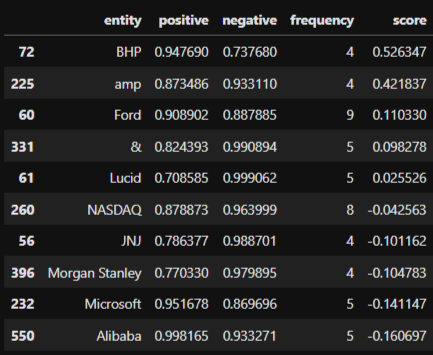 entity positive negative frequency score
72 BHP 0.947690 0.737680 4 0.526347
225 amp 0.873486 0.933110 4 0.421837
60 Ford 0.908902 0.887885 9 0.110330
331 & 0.824393 0.990894 5 0.098278
61 Lucid 0.708585 0.999062 5 0.025526
260 NASDAQ 0.878873 0.963999 8 -0.042563
56 JNJ 0.786377 0.988701 4 -0.101162
396 Morgan Stanley 0.770330 0.979895 4 -0.104783
232 Microsoft 0.951678 0.869696 5 -0.141147
550 Alibaba 0.998165 0.933271 5 -0.160697